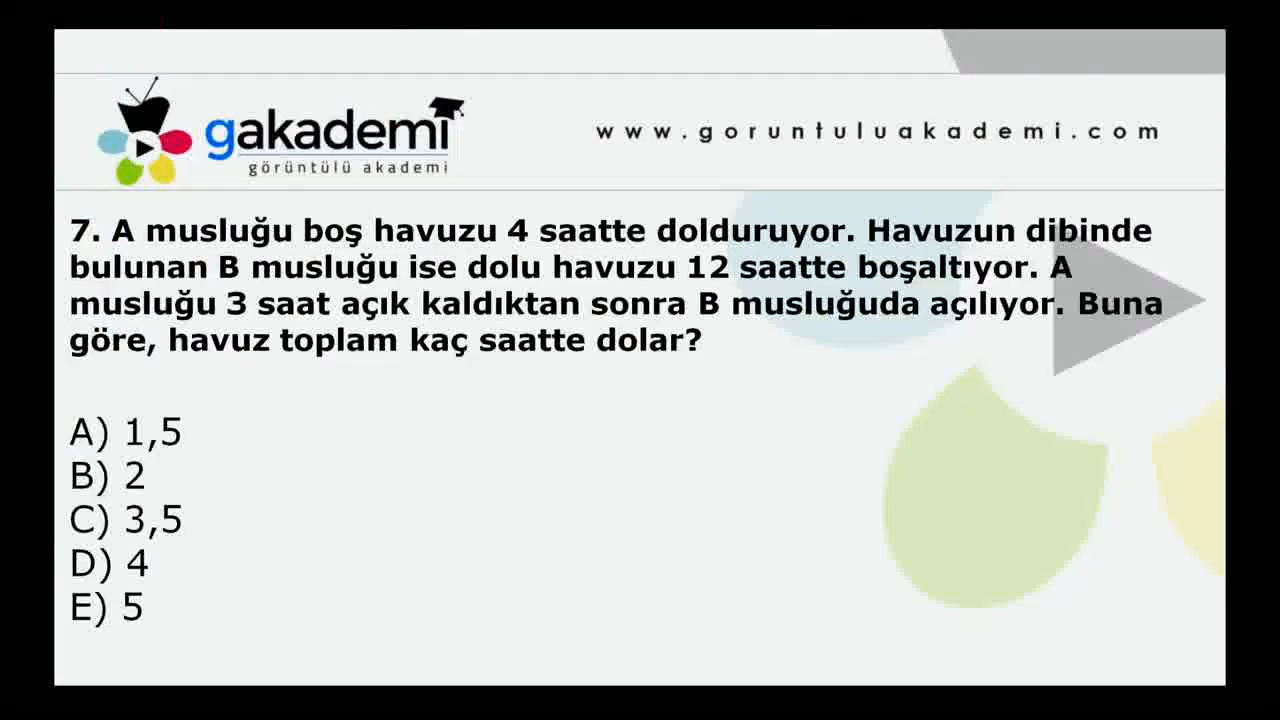 gakademi
görüntülü akademi
www.goruntuluakademi.com
7. A musluğu boş havuzu 4 saatte dolduruyor. Havuzun dibinde
bulunan B musluğu ise dolu havuzu 12 saatte boşaltıyor. A
musluğu 3 saat açık kaldıktan sonra B musluğuda açılıyor. Buna
göre, havuz toplam kaç saatte dolar?
A) 1,5
B) 2
C) 3,5
D) 4
E) 5